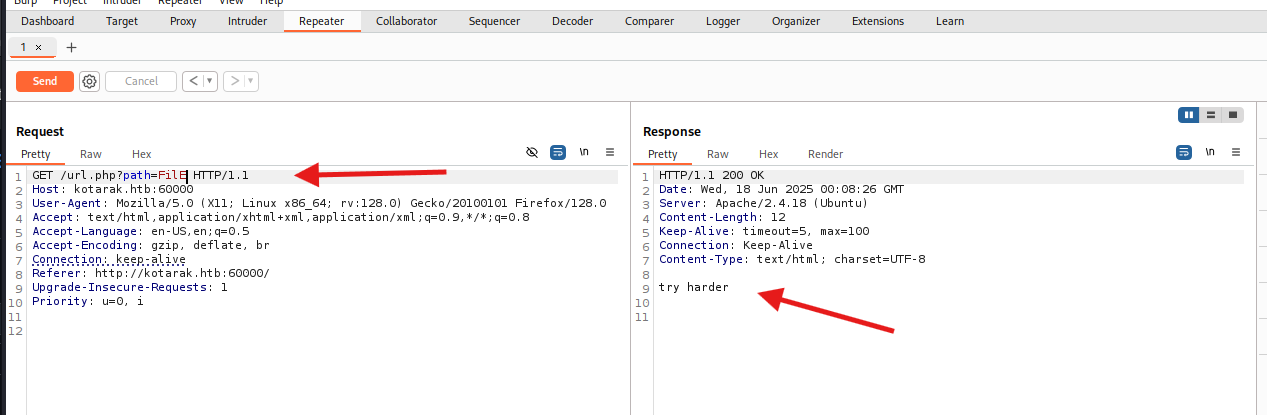 Burp Project Intruder Repeater View Help
Dashboard Target Proxy Intruder Repeater Collaborator Sequencer Decoder Comparer Logger Organizer Extensions Learn
1 × +
Send Cancel < >
Request
Pretty Raw Hex \n
1 GET /url.php?path=FilE HTTP/1.1
2 Host: kotarak.htb:60000
3 User-Agent: Mozilla/5.0 (X11; Linux x86_64; rv:128.0) Gecko/20100101 Firefox/128.0
4 Accept: text/html,application/xhtml+xml,application/xml;q=0.9,*/*;q=0.8
5 Accept-Language: en-US,en;q=0.5
6 Accept-Encoding: gzip, deflate, br
7 Connection: keep-alive
8 Referer: http://kotarak.htb:60000/
9 Upgrade-Insecure-Requests: 1
10 Priority: u=0, i
11
12
Response
Pretty Raw Hex Render \n
1 HTTP/1.1 200 OK
2 Date: Wed, 18 Jun 2025 00:08:26 GMT
3 Server: Apache/2.4.18 (Ubuntu)
4 Content-Length: 12
5 Keep-Alive: timeout=5, max=100
6 Connection: Keep-Alive
7 Content-Type: text/html; charset=UTF-8
8
9 try harder
10
11